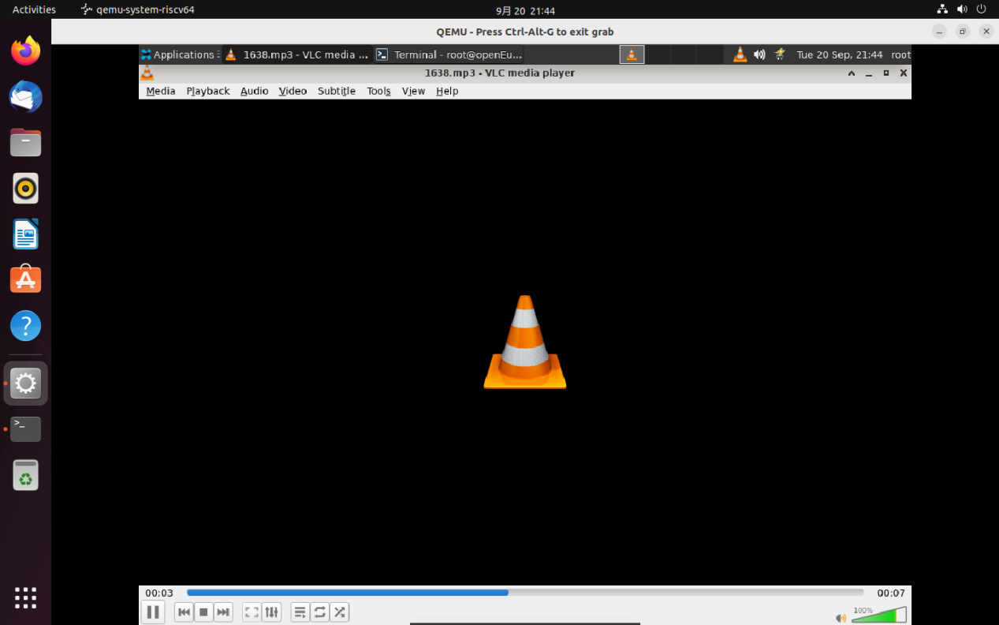 Activities qemu-system-riscv64 9月 20 21:44
QEMU - Press Ctrl-Alt-G to exit grab
Applications 1638.mp3 - VLC media ... Terminal - root@openEu... Tue 20 Sep, 21:44 root
1638.mp3 - VLC media player
Media Playback Audio Video Subtitle Tools View Help
00:03 00:07
100%